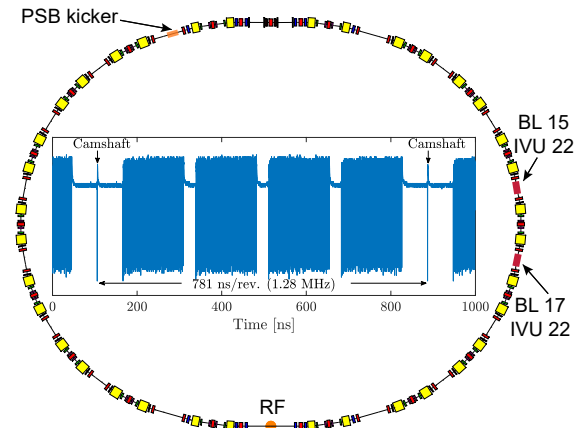 PSB kicker
BL 15
IVU 22
Camshaft
Camshaft
781 ns/rev. (1.28 MHz)
0
200
400
600
800
1000
Time [ns]
BL 17
IVU 22
RF